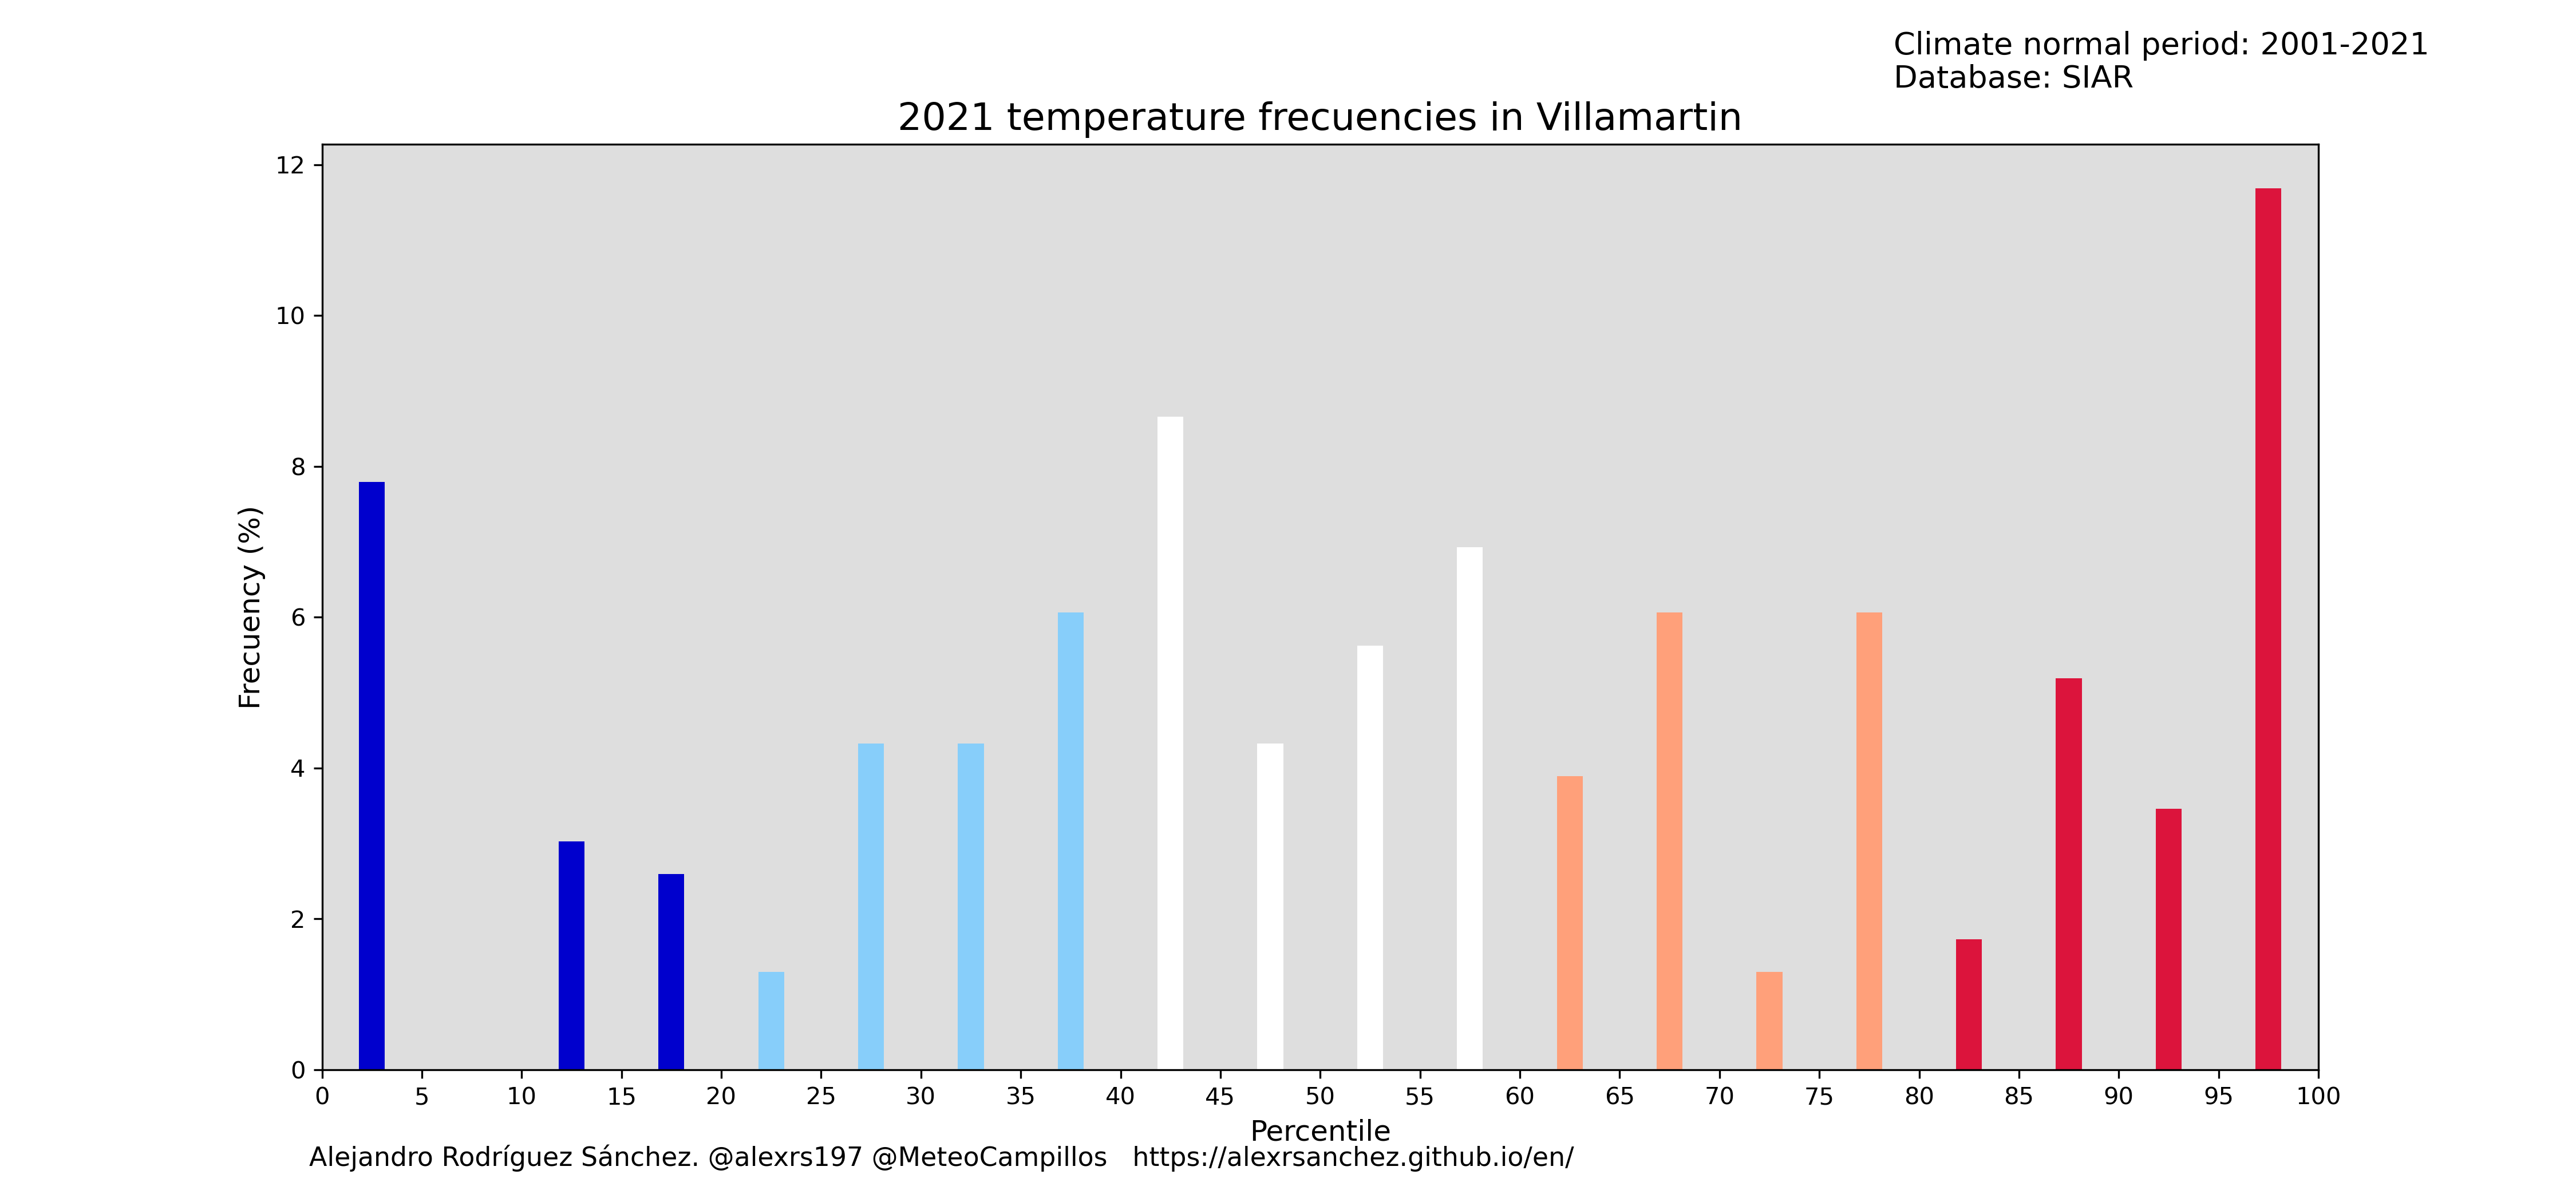 Climate normal period: 2001-2021
Database: SIAR
2021 temperature frecuencies in Villamartin
12
10
8
6
4
2
0
Frecuency (%)
0 5 10 15 20 25 30 35 40 45 50 55 60 65 70 75 80 85 90 95 100
Percentile
Alejandro Rodríguez Sánchez. @alexrs197 @MeteoCampillos https://alexrsanchez.github.io/en/